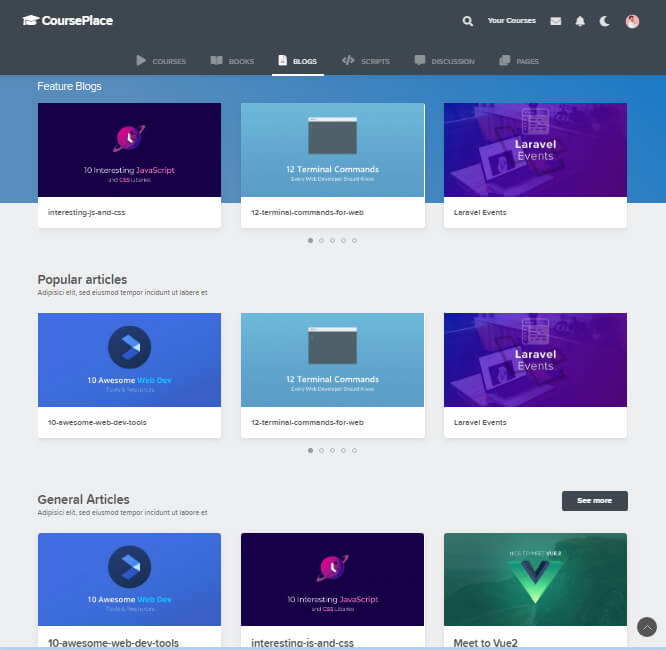 CoursePlace
Your Courses
COURSES
BOOKS
BLOGS
SCRIPTS
DISCUSSION
PAGES
Feature Blogs
10 Interesting JavaScript
and CSS Libaries
12 Terminal Commands
Every Web Developer Should Know
Laravel
Events
interesting-js-and-css
12-terminal-commands-for-web
Laravel Events
Popular articles
Adipisici elit, sed eiusmod tempor incidunt ut labere et
10 Awesome Web Dev
Tools & Resources
12 Terminal Commands
Every Web Developer Should Know
Laravel
Events
10-awesome-web-dev-tools
12-terminal-commands-for-web
Laravel Events
General Articles
Adipisici elit, sed eiusmod tempor incidunt ut labere et
See more
10 Awesome Web Dev
Tools & Resources
10 Interesting JavaScript
and CSS Libaries
NICE TO MEET VUE 2
10-awesome-web-dev-tools
interesting-js-and-css
Meet to Vue2